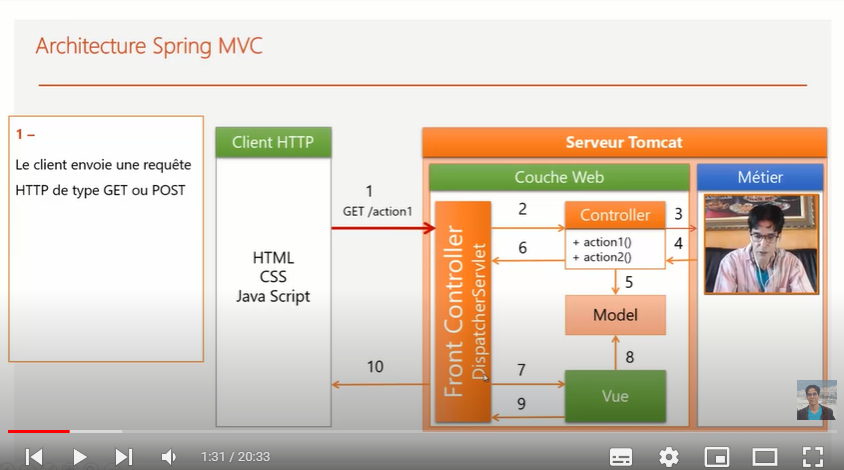 Architecture Spring MVC
1 –
Le client envoie une requête
HTTP de type GET ou POST
Client HTTP
HTML
CSS
Java Script
1
GET /action1
10
Serveur Tomcat
Couche Web
Métier
Front Controller
DispatcherServlet
2
6
Controller
+ action1()
+ action2()
3
4
5
Model
8
7
9
Vue
1:31 / 20:33